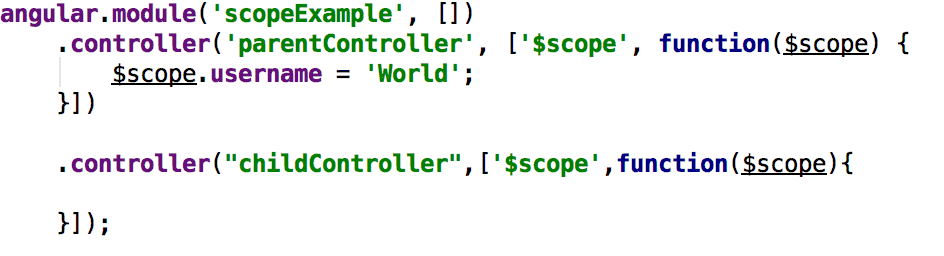 angular.module('scopeExample', [])
    .controller('parentController', ['$scope', function($scope) {
        $scope.username = 'World';
    }])
    .controller("childController",['$scope',function($scope){
    }]);